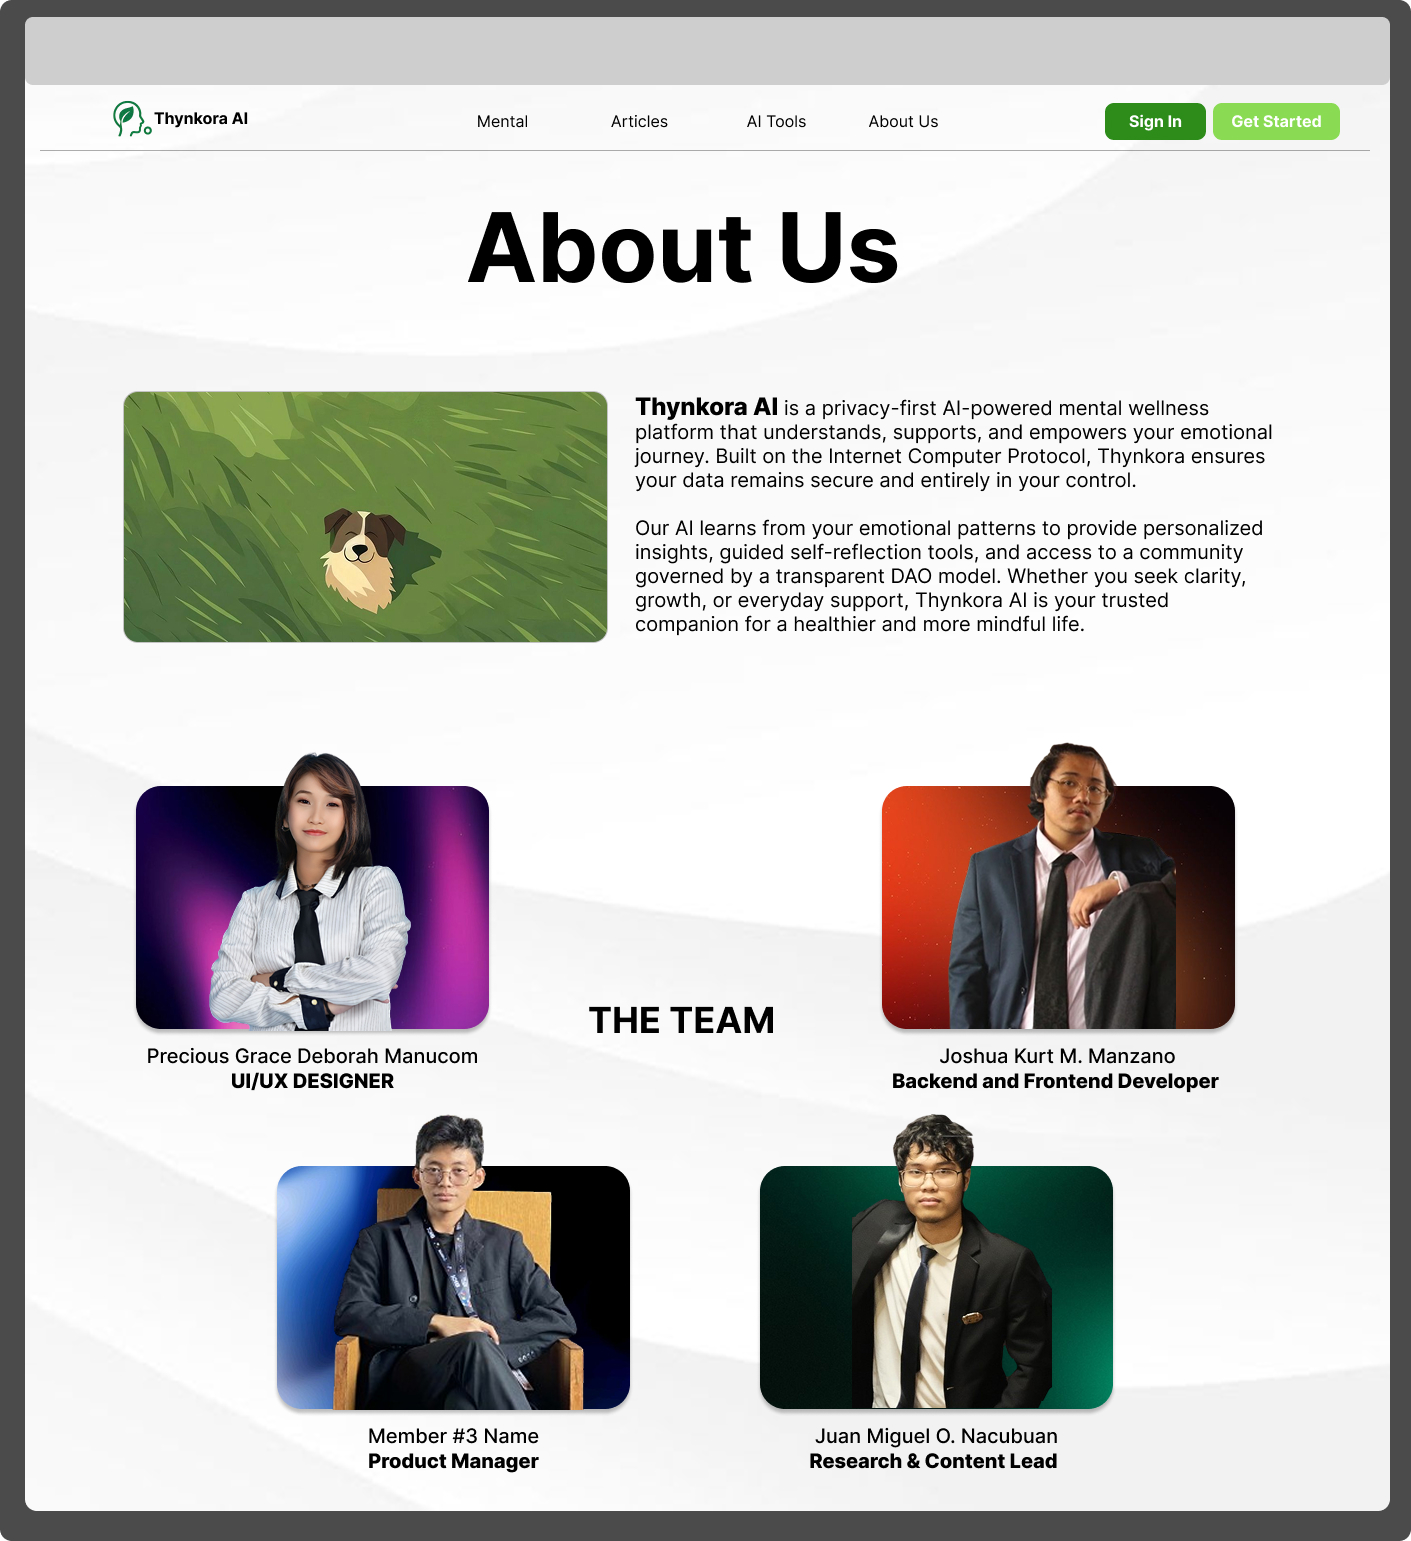 Thynkora AI
Mental
Articles
AI Tools
About Us
Sign In
Get Started
About Us
Thynkora AI is a privacy-first AI-powered mental wellness
platform that understands, supports, and empowers your emotional
journey. Built on the Internet Computer Protocol, Thynkora ensures
your data remains secure and entirely in your control.
Our AI learns from your emotional patterns to provide personalized
insights, guided self-reflection tools, and access to a community
governed by a transparent DAO model. Whether you seek clarity,
growth, or everyday support, Thynkora AI is your trusted
companion for a healthier and more mindful life.
THE TEAM
Precious Grace Deborah Manucom
UI/UX DESIGNER
Joshua Kurt M. Manzano
Backend and Frontend Developer
Member #3 Name
Product Manager
Juan Miguel O. Nacubuan
Research & Content Lead